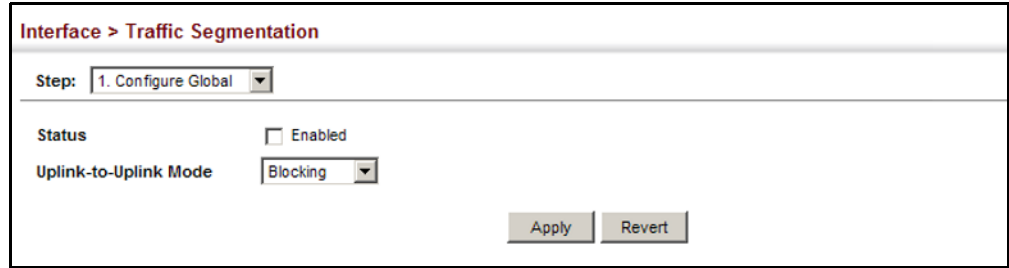 Interface > Traffic Segmentation
Step: 1. Configure Global
Status Enabled
Uplink-to-Uplink Mode Blocking
Apply Revert